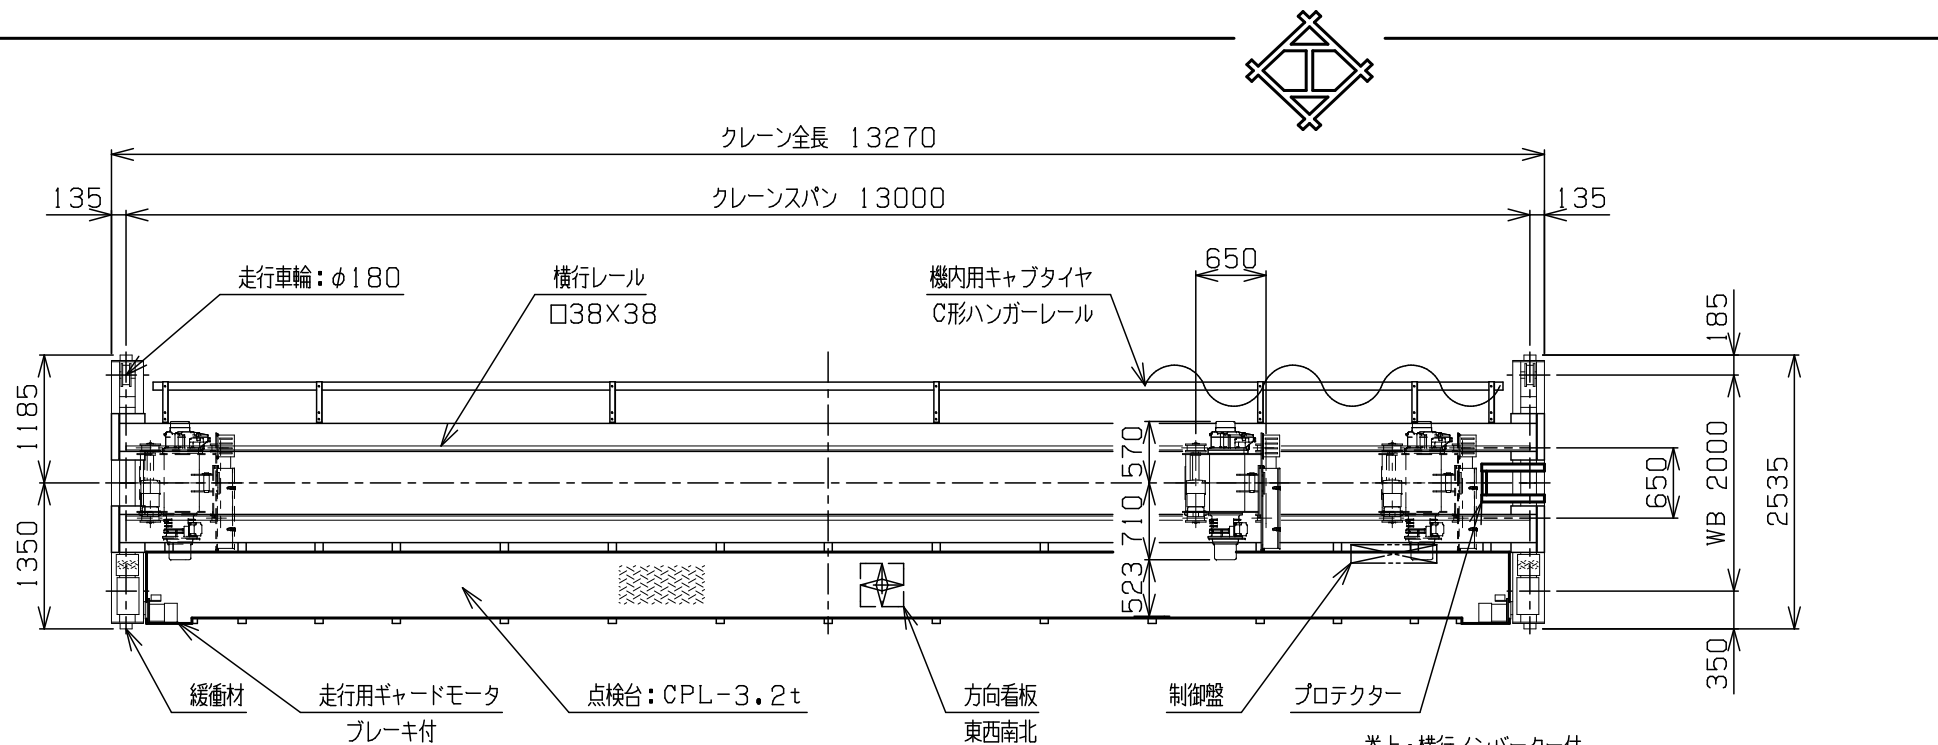 クレーン全長 13270
135
クレーンスパン 13000
135
走行車輪：φ180
横行レール
□38×38
機内用キャブタイヤ
C形ハンガーレール
650
185
1185
1350
570
710
523
650
WB 2000
2535
350
緩衝材
走行用ギャードモータ
ブレーキ付
点検台：CPL-3.2t
方向看板
東西南北
制御盤
プロテクター